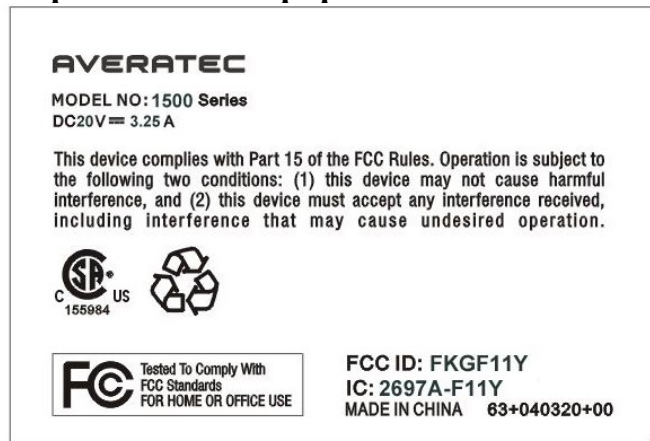 AVERATEC
MODEL NO: 1500 Series
DC20V⎓ 3.25 A
This device complies with Part 15 of the FCC Rules. Operation is subject to
the following two conditions: (1) this device may not cause harmful
interference, and (2) this device must accept any interference received,
including interference that may cause undesired operation.
C SA® US
155984
FC Tested To Comply With
FCC Standards
FOR HOME OR OFFICE USE
FCC ID: FKGF11Y
IC: 2697A-F11Y
MADE IN CHINA 63+040320+00